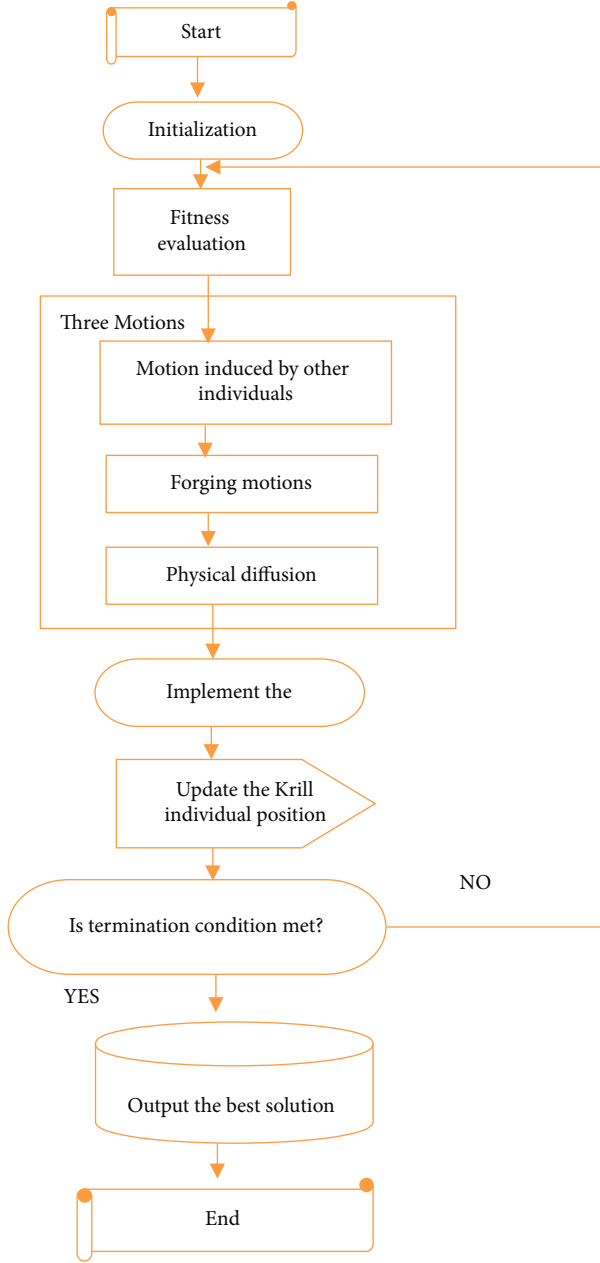 Start
Initialization
Fitness
evaluation
Three Motions
Motion induced by other
individuals
Forging motions
Physical diffusion
Implement the
Update the Krill
individual position
Is termination condition met?
NO
YES
Output the best solution
End